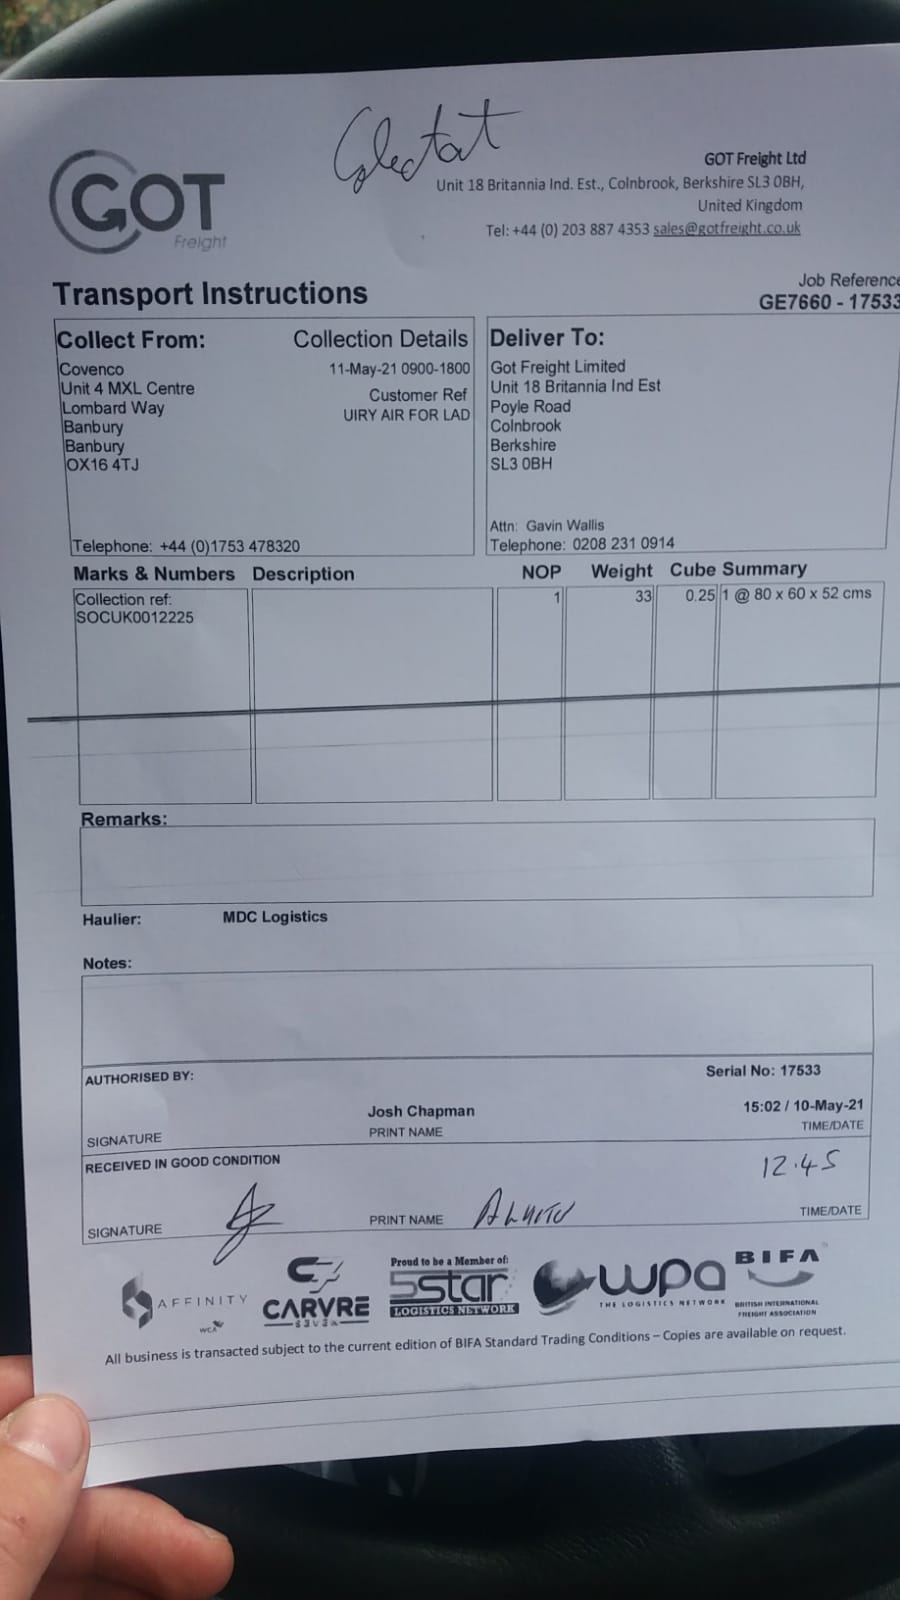 GOT
Freight
GOT Freight Ltd
Unit 18 Britannia Ind. Est., Colnbrook, Berkshire SL3 0BH,
United Kingdom
Tel: +44 (0) 203 887 4353 sales@gotfreight.co.uk
Transport Instructions
Job Reference
GE7660 - 17533
Collect From:
Collection Details
Covenco
Unit 4 MXL Centre
Lombard Way
Banbury
Banbury
OX16 4TJ
11-May-21 0900-1800
Customer Ref
UIRY AIR FOR LAD
Telephone: +44 (0)1753 478320
Deliver To:
Got Freight Limited
Unit 18 Britannia Ind Est
Poyle Road
Colnbrook
Berkshire
SL3 0BH
Attn: Gavin Wallis
Telephone: 0208 231 0914
Marks & Numbers Description NOP Weight Cube Summary
Collection ref: 1 33 0.25 1 @ 80 x 60 x 52 cms
SOCUK0012225
Remarks:
Haulier: MDC Logistics
Notes:
AUTHORISED BY: Serial No: 17533
Josh Chapman 15:02 / 10-May-21
SIGNATURE PRINT NAME TIME/DATE
RECEIVED IN GOOD CONDITION 12.45
SIGNATURE PRINT NAME TIME/DATE
AFFINITY
WCA
CARVRE
SEVEN
Proud to be a Member of:
5star
LOGISTICS NETWORK
wpa
THE LOGISTICS NETWORK
BIFA
BRITISH INTERNATIONAL
FREIGHT ASSOCIATION
All business is transacted subject to the current edition of BIFA Standard Trading Conditions – Copies are available on request.